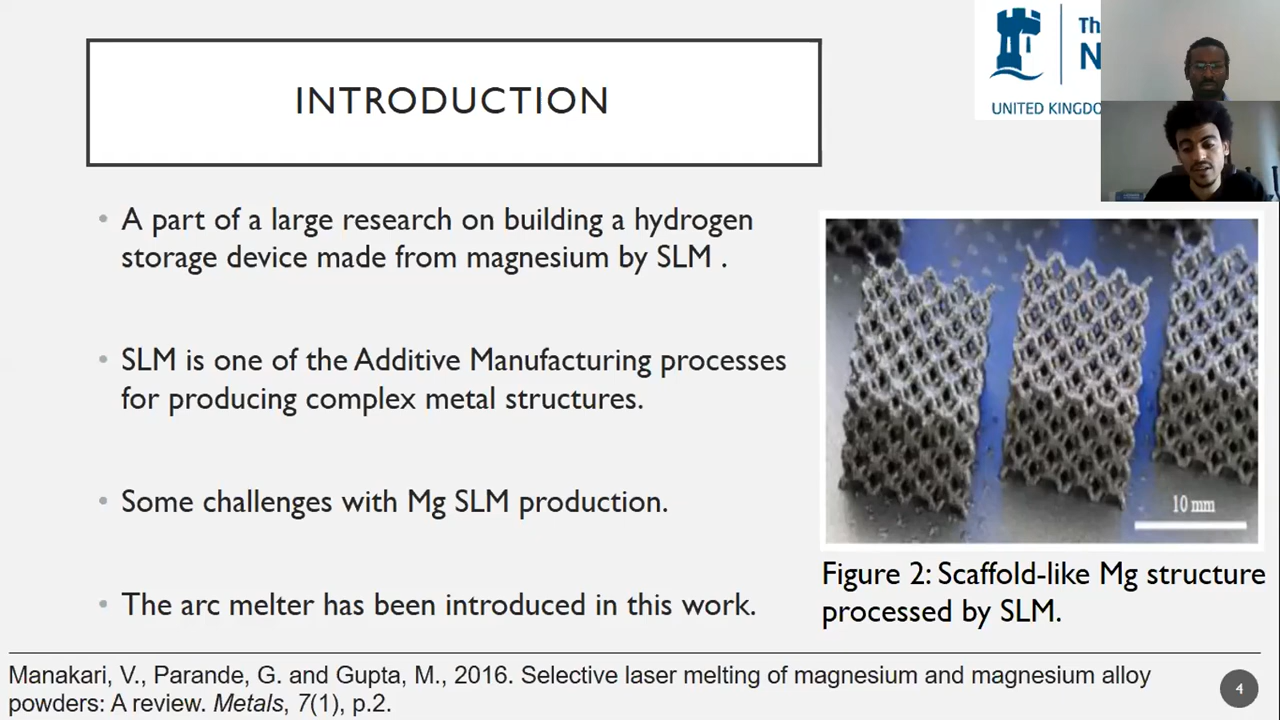 INTRODUCTION
Th
N
UNITED KINGDO
• A part of a large research on building a hydrogen
storage device made from magnesium by SLM .
• SLM is one of the Additive Manufacturing processes
for producing complex metal structures.
• Some challenges with Mg SLM production.
• The arc melter has been introduced in this work.
10 mm
Figure 2: Scaffold-like Mg structure
processed by SLM.
Manakari, V., Parande, G. and Gupta, M., 2016. Selective laser melting of magnesium and magnesium alloy
powders: A review. Metals, 7(1), p.2.
4